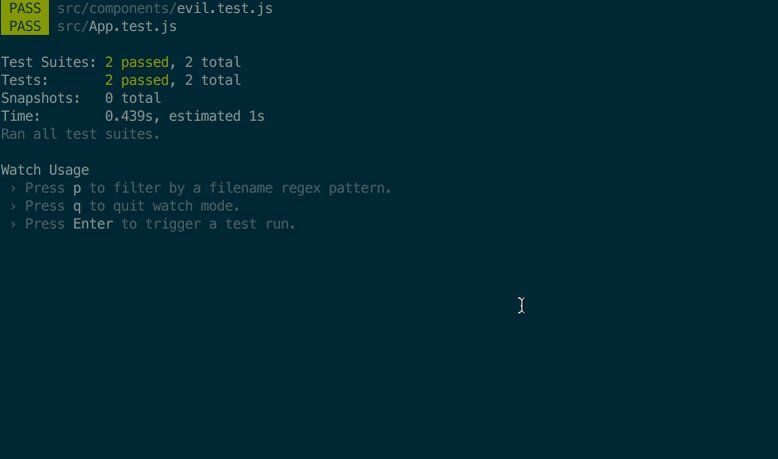 PASS src/components/evil.test.js
PASS src/App.test.js
Test Suites: 2 passed, 2 total
Tests:       2 passed, 2 total
Snapshots:   0 total
Time:        0.439s, estimated 1s
Ran all test suites.
Watch Usage
› Press p to filter by a filename regex pattern.
› Press q to quit watch mode.
› Press Enter to trigger a test run.